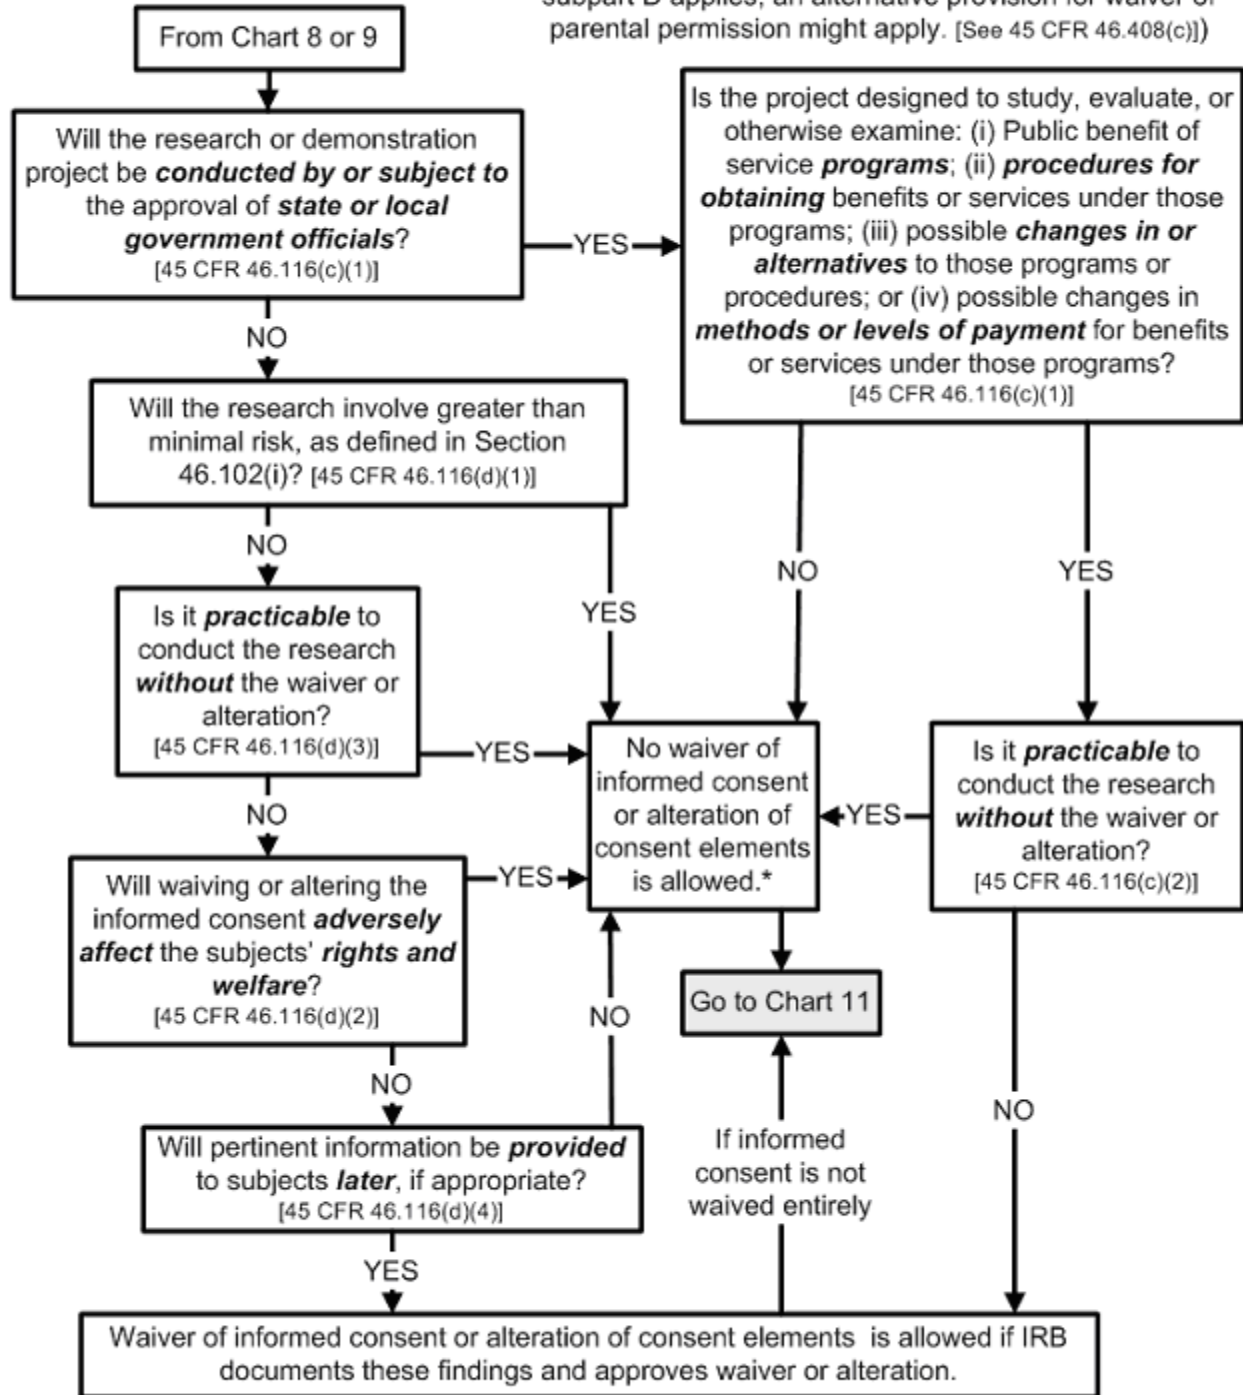 subpart D applies, an alternative provision for waiver of
parental permission might apply. [See 45 CFR 46.408(c)])
From Chart 8 or 9
Will the research or demonstration
project be conducted by or subject to
the approval of state or local
government officials?
[45 CFR 46.116(c)(1)]
YES
Is the project designed to study, evaluate, or
otherwise examine: (i) Public benefit of
service programs; (ii) procedures for
obtaining benefits or services under those
programs; (iii) possible changes in or
alternatives to those programs or
procedures; or (iv) possible changes in
methods or levels of payment for benefits
or services under those programs?
[45 CFR 46.116(c)(1)]
NO
Will the research involve greater than
minimal risk, as defined in Section
46.102(i)? [45 CFR 46.116(d)(1)]
NO
YES
NO
YES
Is it practicable to
conduct the research
without the waiver or
alteration?
[45 CFR 46.116(d)(3)]
YES
No waiver of
informed consent
or alteration of
consent elements
is allowed.*
YES
Is it practicable to
conduct the research
without the waiver or
alteration?
[45 CFR 46.116(c)(2)]
NO
Will waiving or altering the
informed consent adversely
affect the subjects' rights and
welfare?
[45 CFR 46.116(d)(2)]
YES
Go to Chart 11
NO
NO
NO
Will pertinent information be provided
to subjects later, if appropriate?
[45 CFR 46.116(d)(4)]
If informed
consent is not
waived entirely
YES
Waiver of informed consent or alteration of consent elements is allowed if IRB
documents these findings and approves waiver or alteration.